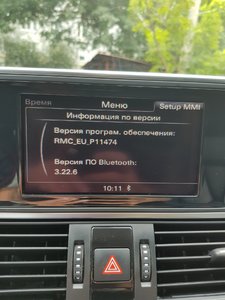 Время Меню Setup MMI
Информация по версии
Версия програм. обеспечения:
RMC_EU_P11474
Версия ПО Bluetooth:
3.22.6
10:11